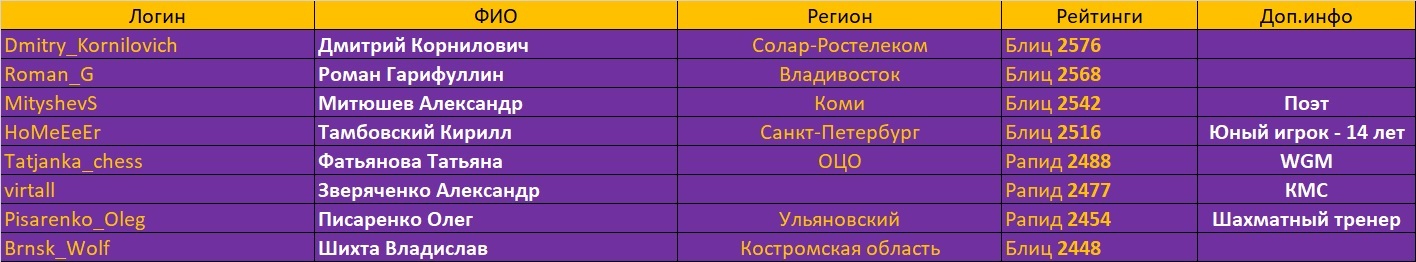 Логин ФИО Регион Рейтинги Доп.инфо
Dmitry_Kornilovich Дмитрий Корнилович Солар-Ростелеком Блиц 2576
Roman_G Роман Гарифуллин Владивосток Блиц 2568
MityshevS Митюшев Александр Коми Блиц 2542 Поэт
HoMeEeEr Тамбовский Кирилл Санкт-Петербург Блиц 2516 Юный игрок - 14 лет
Tatjanka_chess Фатьянова Татьяна ОЦО Рапид 2488 WGM
virtall Зверяченко Александр Рапид 2477 КМС
Pisarenko_Oleg Писаренко Олег Ульяновский Рапид 2454 Шахматный тренер
Brnsk_Wolf Шихта Владислав Костромская область Блиц 2448